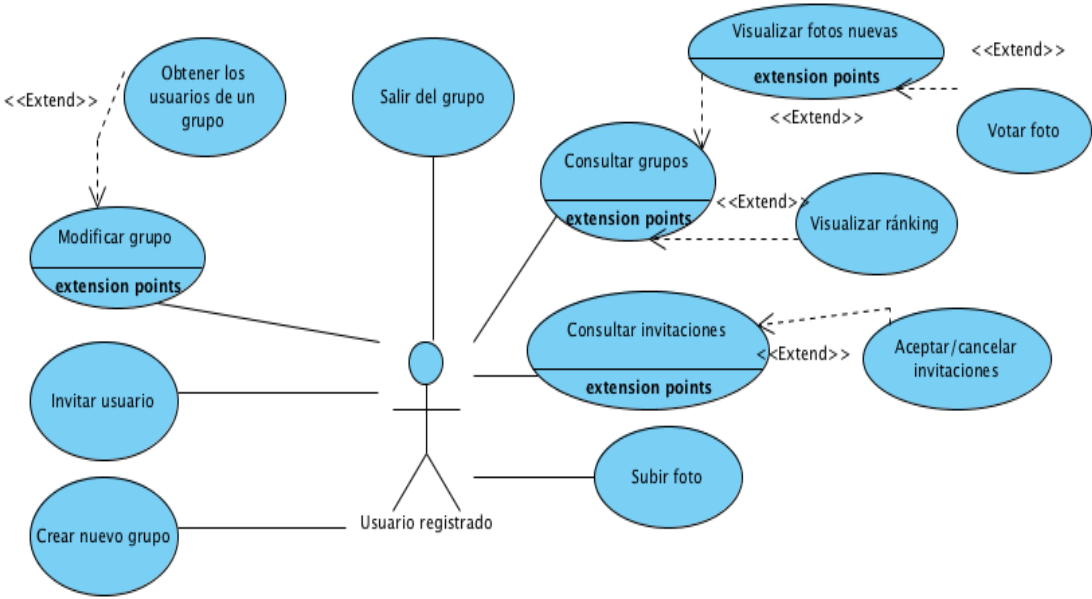 Visualizar fotos nuevas
extension points
<<Extend>>
Votar foto
<<Extend>>
Obtener los
usuarios de un
grupo
<<Extend>>
Salir del grupo
Consultar grupos
extension points
<<Extend>>
Visualizar ránking
Modificar grupo
extension points
Consultar invitaciones
extension points
<<Extend>>
Aceptar/cancelar
invitaciones
Invitar usuario
Subir foto
Crear nuevo grupo
Usuario registrado